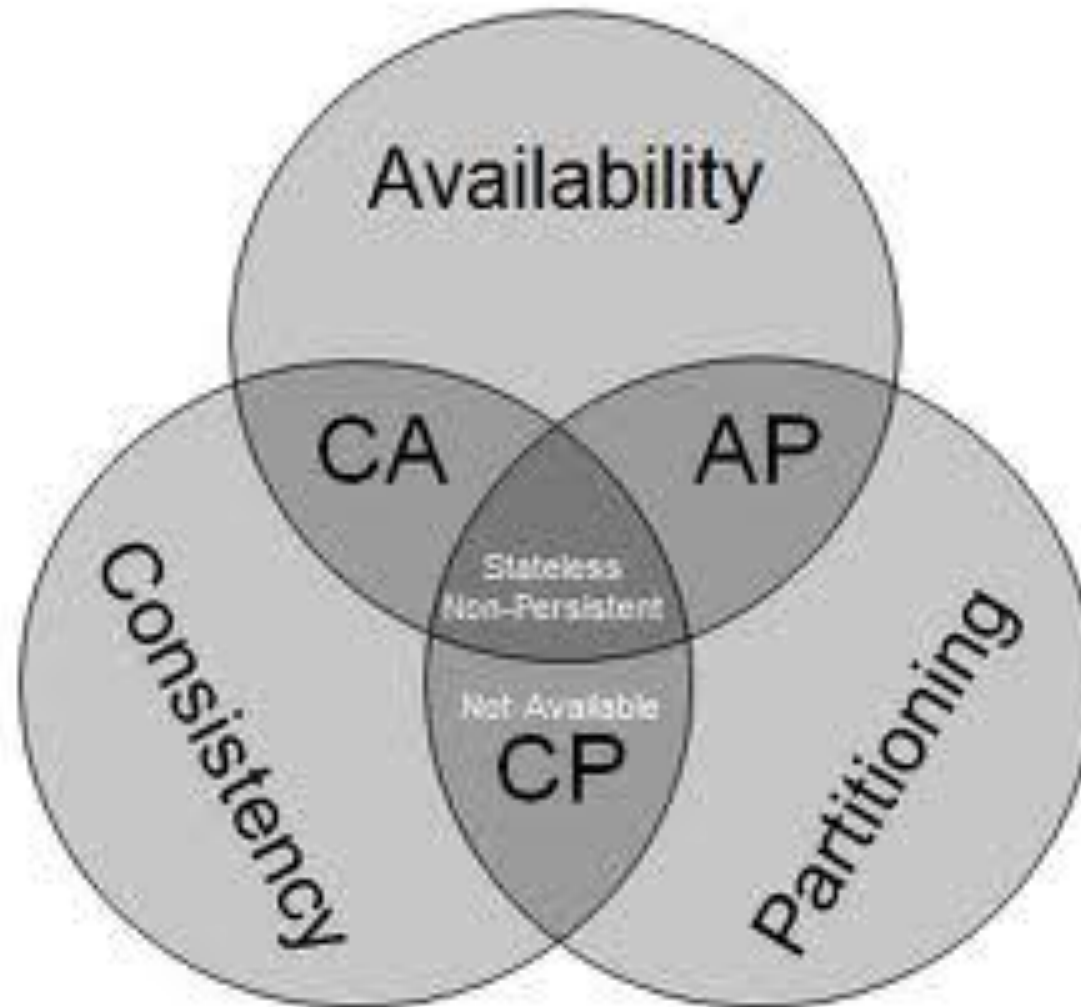 Availability
CA
AP
Stateless
Non-Persistent
Consistency
Partitioning
Not Available
CP